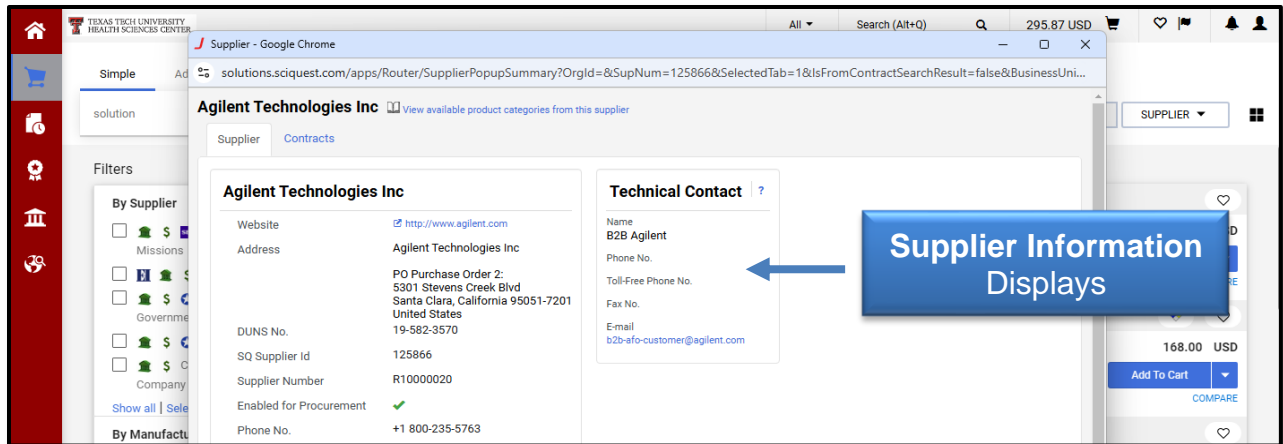 TEXAS TECH UNIVERSITY
HEALTH SCIENCES CENTER
All
Search (Alt+Q)
295.87 USD
Supplier - Google Chrome
solutions.sciquest.com/apps/Router/SupplierPopupSummary?OrgId=&SupNum=125866&SelectedTab=1&IsFromContractSearchResult=false&BusinessUni...
Simple
Ad
solution
SUPPLIER
Agilent Technologies Inc View available product categories from this supplier
Supplier Contracts
Filters
By Supplier
Missions
Governme
Company
Show all | Sele
By Manufactu
Agilent Technologies Inc
Website http://www.agilent.com
Address Agilent Technologies Inc
PO Purchase Order 2:
5301 Stevens Creek Blvd
Santa Clara, California 95051-7201
United States
DUNS No. 19-582-3570
SQ Supplier Id 125866
Supplier Number R10000020
Enabled for Procurement
Phone No. +1 800-235-5763
Technical Contact ?
Name
B2B Agilent
Phone No.
Toll-Free Phone No.
Fax No.
E-mail
b2b-afo-customer@agilent.com
Supplier Information
Displays
168.00 USD
Add To Cart
COMPARE